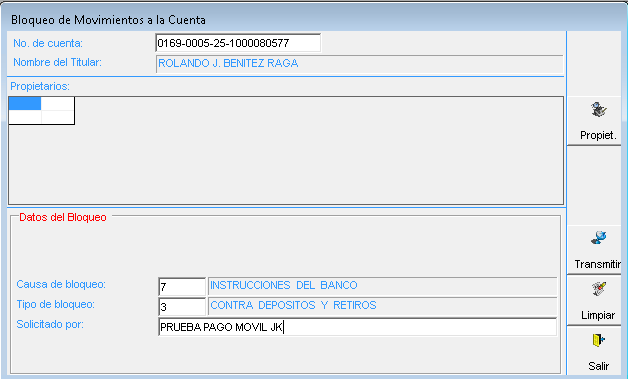 Bloqueo de Movimientos a la Cuenta
No. de cuenta: 0169-0005-25-1000080577
Nombre del Titular: ROLANDO J. BENITEZ RAGA
Propietarios:
Propiet.
Datos del Bloqueo
Transmitir
Causa de bloqueo: 7 INSTRUCCIONES DEL BANCO
Tipo de bloqueo: 3 CONTRA DEPOSITOS Y RETIROS
Limpiar
Solicitado por: PRUEBA PAGO MOVIL JK
Salir